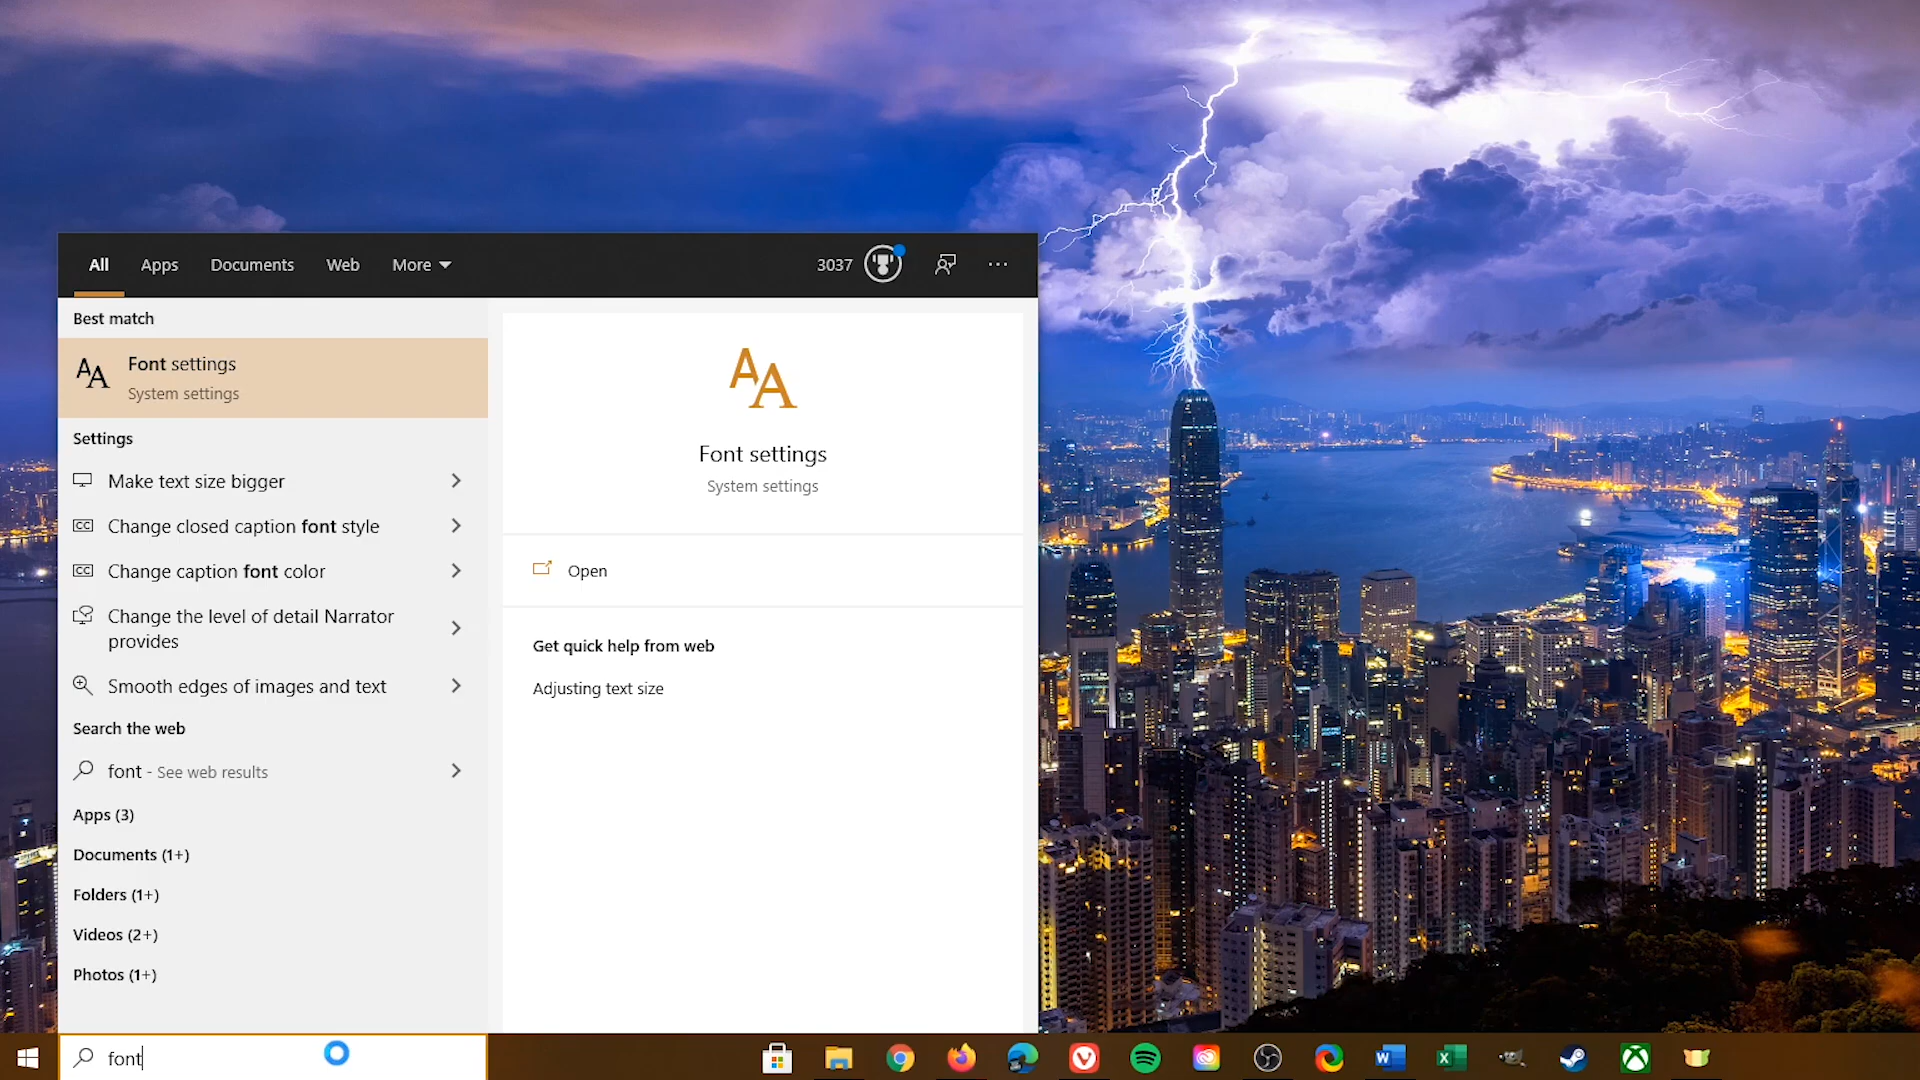 All Apps Documents Web More 3037
Best match
Font settings
System settings
Settings
Make text size bigger
Change closed caption font style
Change caption font color
Change the level of detail Narrator
provides
Smooth edges of images and text
Search the web
font - See web results
Apps (3)
Documents (1+)
Folders (1+)
Videos (2+)
Photos (1+)
Font settings
System settings
Open
Get quick help from web
Adjusting text size
font